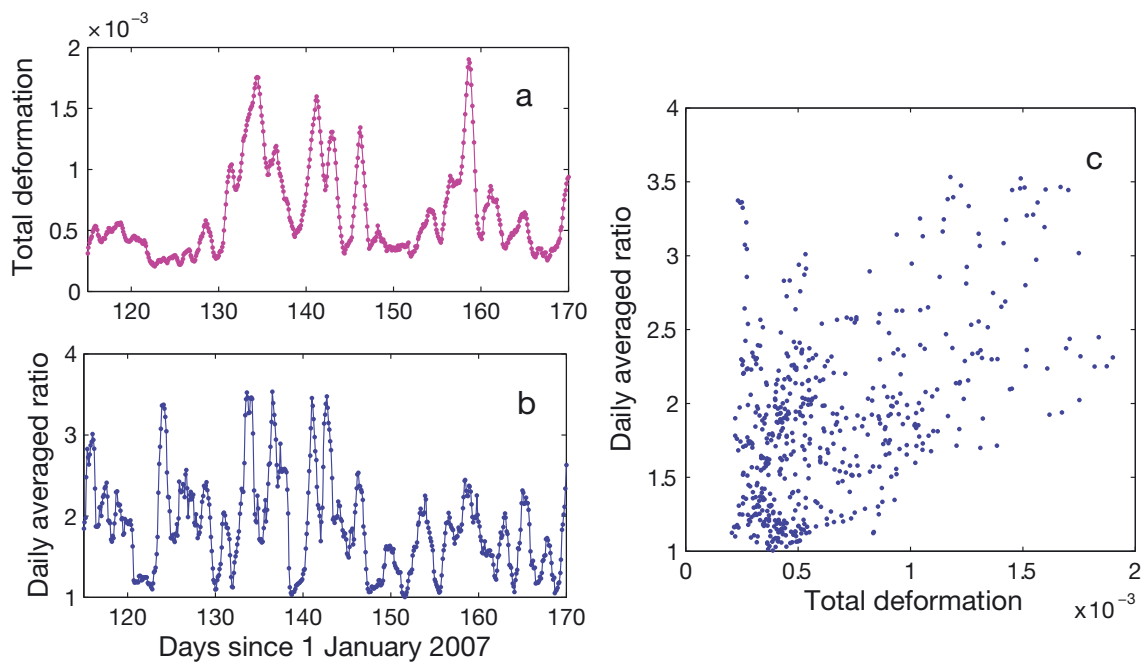 ×10⁻³
2
1.5
1
0.5
0
Total deformation
a
120 130 140 150 160 170
4
3
2
1
Daily averaged ratio
b
120 130 140 150 160 170
Days since 1 January 2007
4
3.5
3
2.5
2
1.5
1
Daily averaged ratio
c
0 0.5 1 1.5 2
Total deformation
x10⁻³